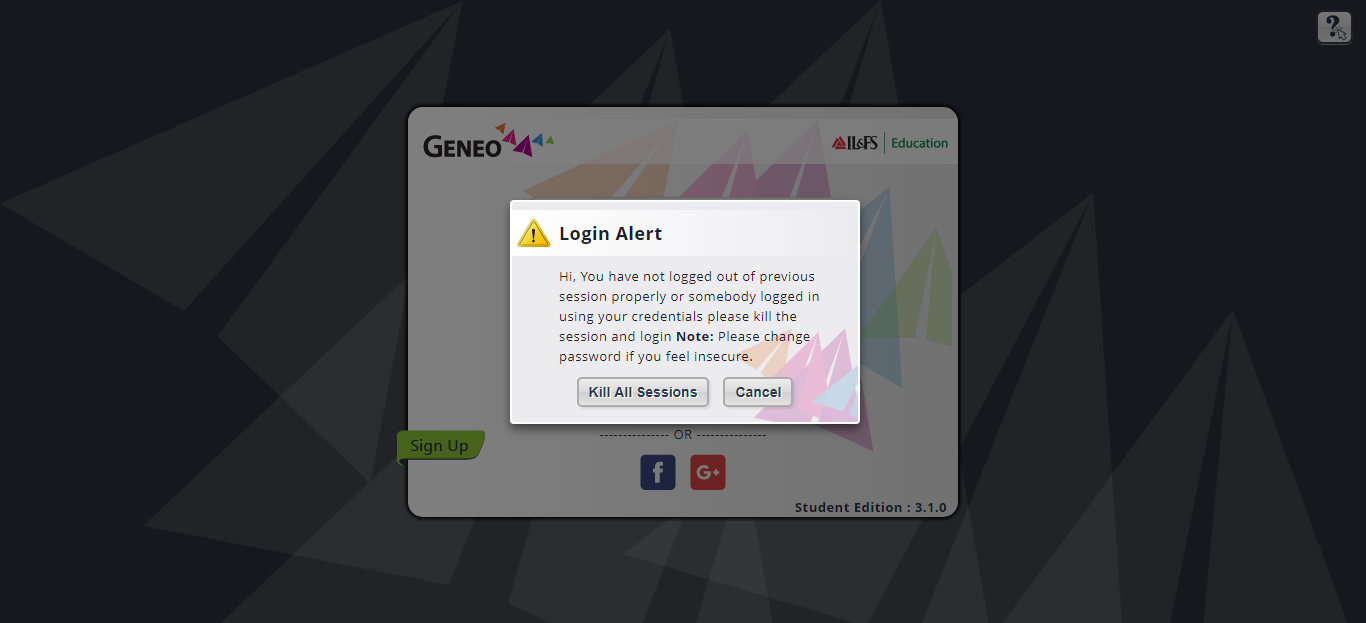 GENEO
IL&FS Education
Login Alert
Hi, You have not logged out of previous
session properly or somebody logged in
using your credentials please kill the
session and login Note: Please change
password if you feel insecure.
Kill All Sessions Cancel
--------------- OR ---------------
Sign Up
f G+
Student Edition : 3.1.0
?